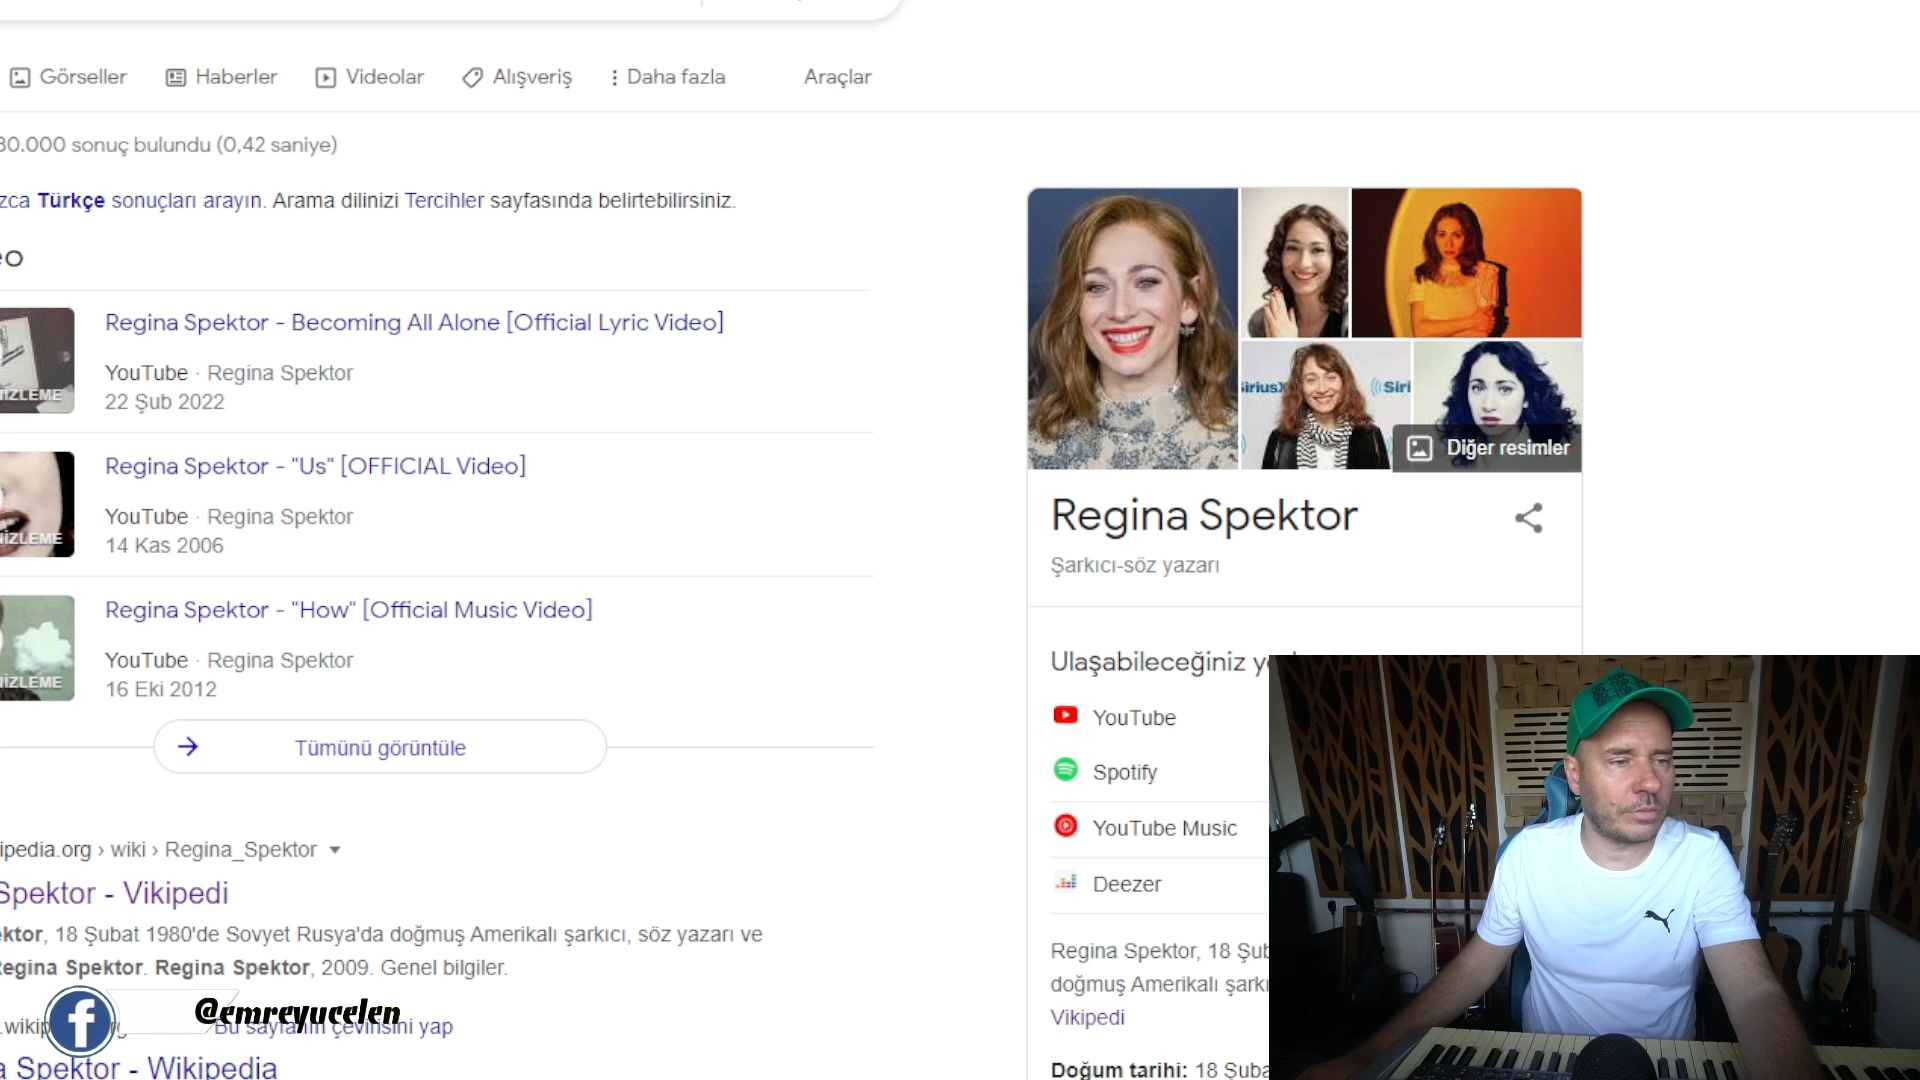 Görseller
Haberler
Videolar
Alışveriş
Daha fazla
Araçlar
30.000 sonuç bulundu (0,42 saniye)
Türkçe sonuçları arayın. Arama dilinizi Tercihler sayfasında belirtebilirsiniz.
Regina Spektor - Becoming All Alone [Official Lyric Video]
YouTube · Regina Spektor
22 Şub 2022
Regina Spektor - "Us" [OFFICIAL Video]
YouTube · Regina Spektor
14 Kas 2006
Regina Spektor - "How" [Official Music Video]
YouTube · Regina Spektor
16 Eki 2012
Tümünü görüntüle
ipedia.org › wiki › Regina_Spektor
Spektor - Vikipedi
ektor, 18 Şubat 1980'de Sovyet Rusya'da doğmuş Amerikalı şarkıcı, söz yazarı ve
Regina Spektor. Regina Spektor, 2009. Genel bilgiler.
@emreyucelen
Bu sayfanın çevirisini yap
a Spektor - Wikipedia
SiriusX
Siri
Diğer resimler
Regina Spektor
Şarkıcı-söz yazarı
Ulaşabileceğiniz
YouTube
Spotify
YouTube Music
Deezer
Regina Spektor, 18 Şub
doğmuş Amerikalı şarkı
Vikipedi
Doğum tarihi: 18 Şuba